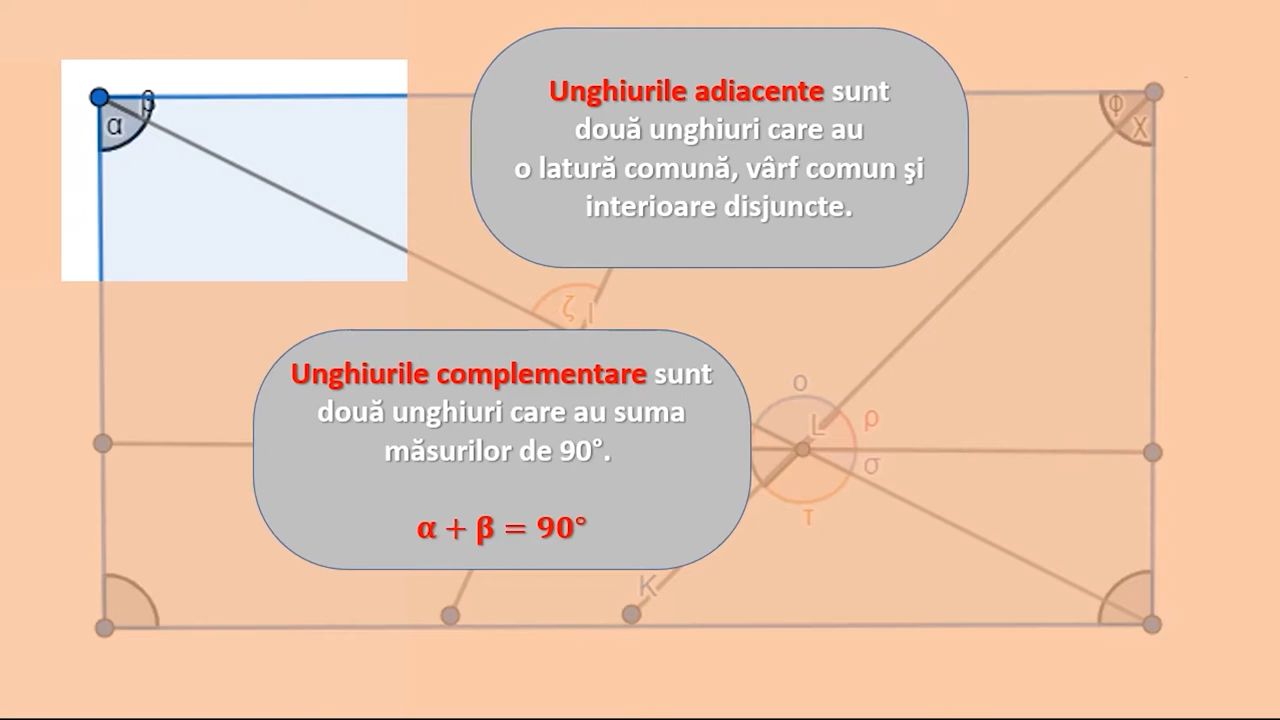 Unghiurile adiacente sunt
două unghiuri care au
o latură comună, vârf comun şi
interioare disjuncte.
β
α
φ
χ
ζ
I
Unghiurile complementare sunt
două unghiuri care au suma
măsurilor de 90°.
α + β = 90°
ο
L
ρ
σ
τ
K